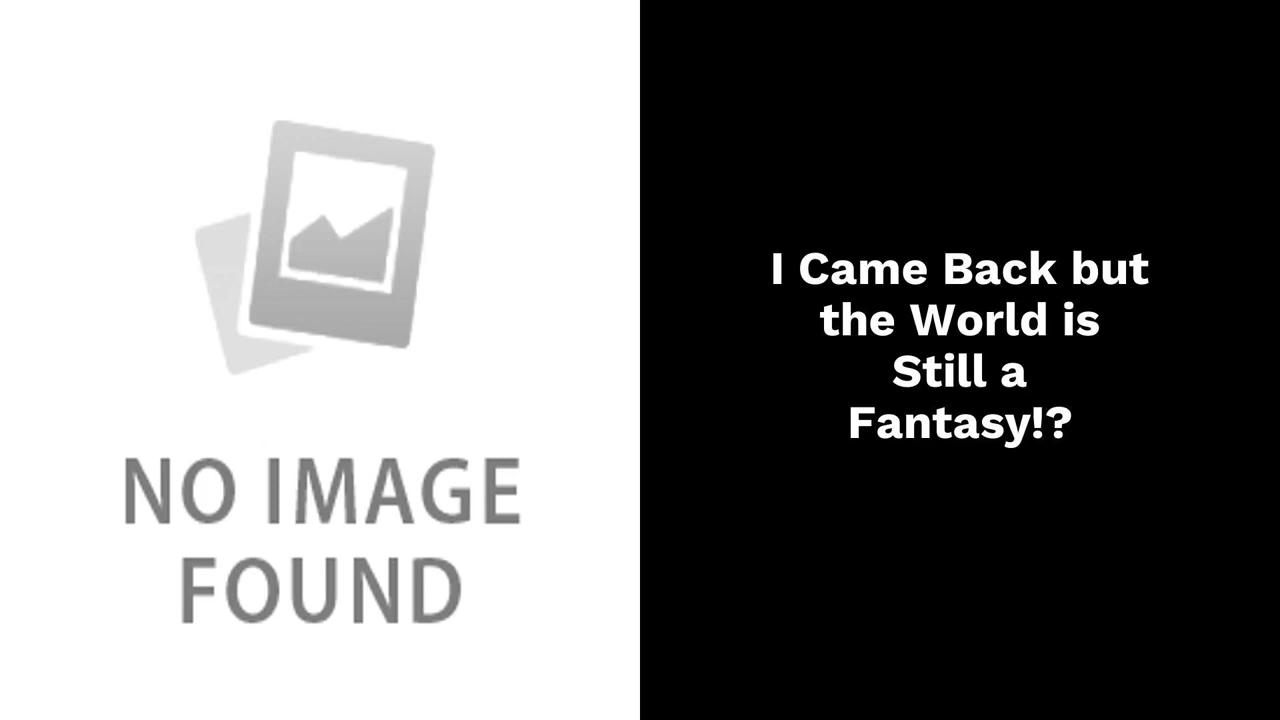 NO IMAGE
FOUND
I Came Back but
the World is
Still a
Fantasy!?